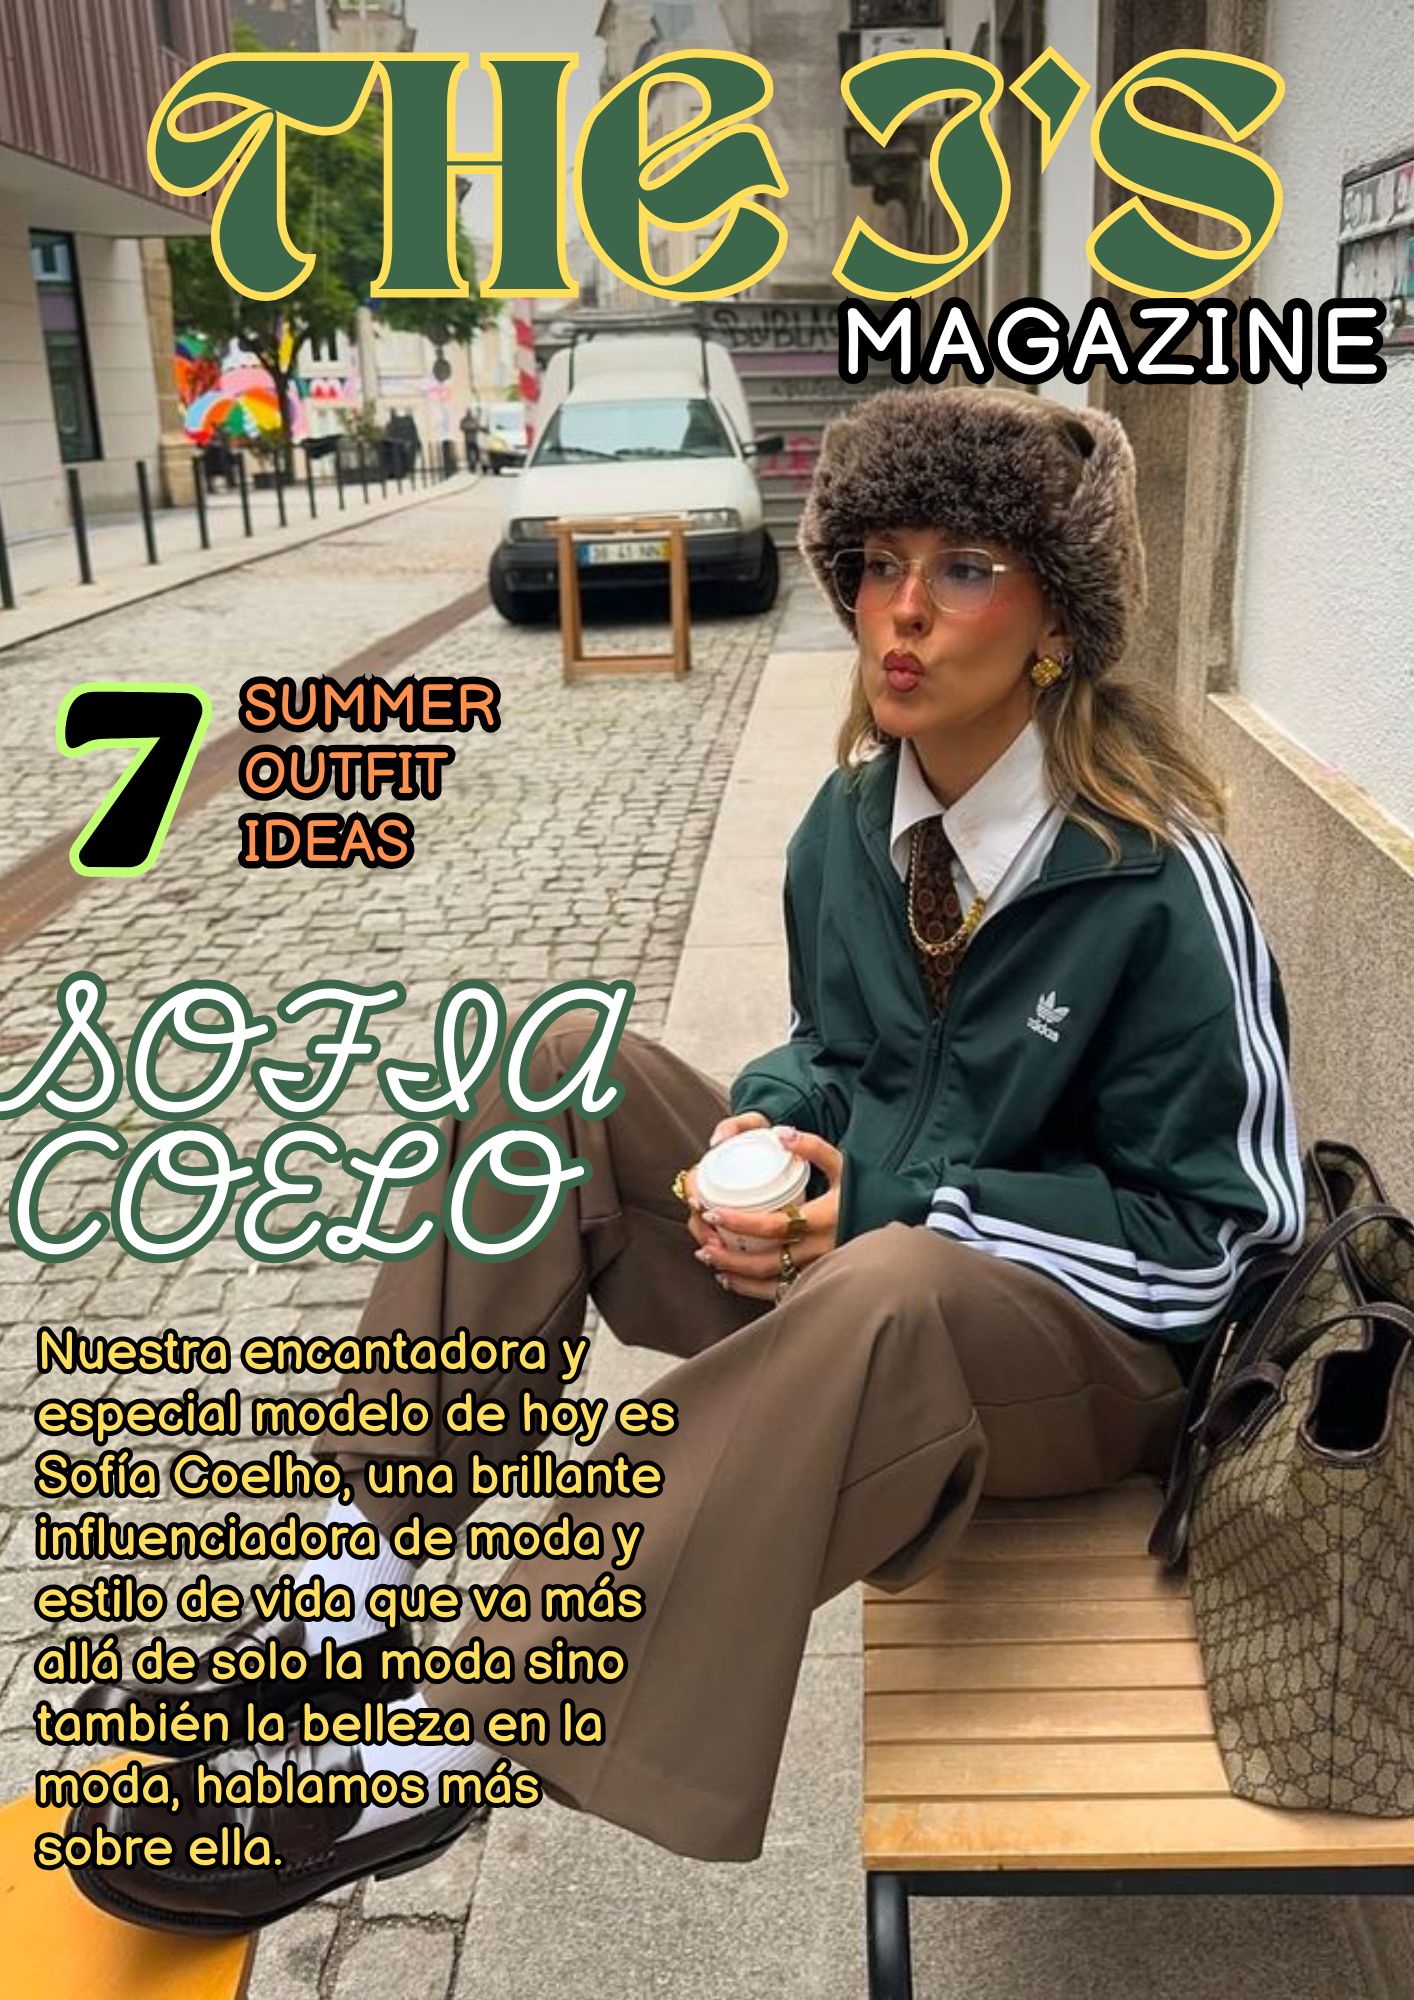 THE J'S
MAGAZINE
7
SUMMER
OUTFIT
IDEAS
SOFIA
COELO
adidas
Nuestra encantadora y
especial modelo de hoy es
Sofía Coelho, una brillante
influenciadora de moda y
estilo de vida que va más
allá de solo la moda sino
también la belleza en la
moda, hablamos más
sobre ella.